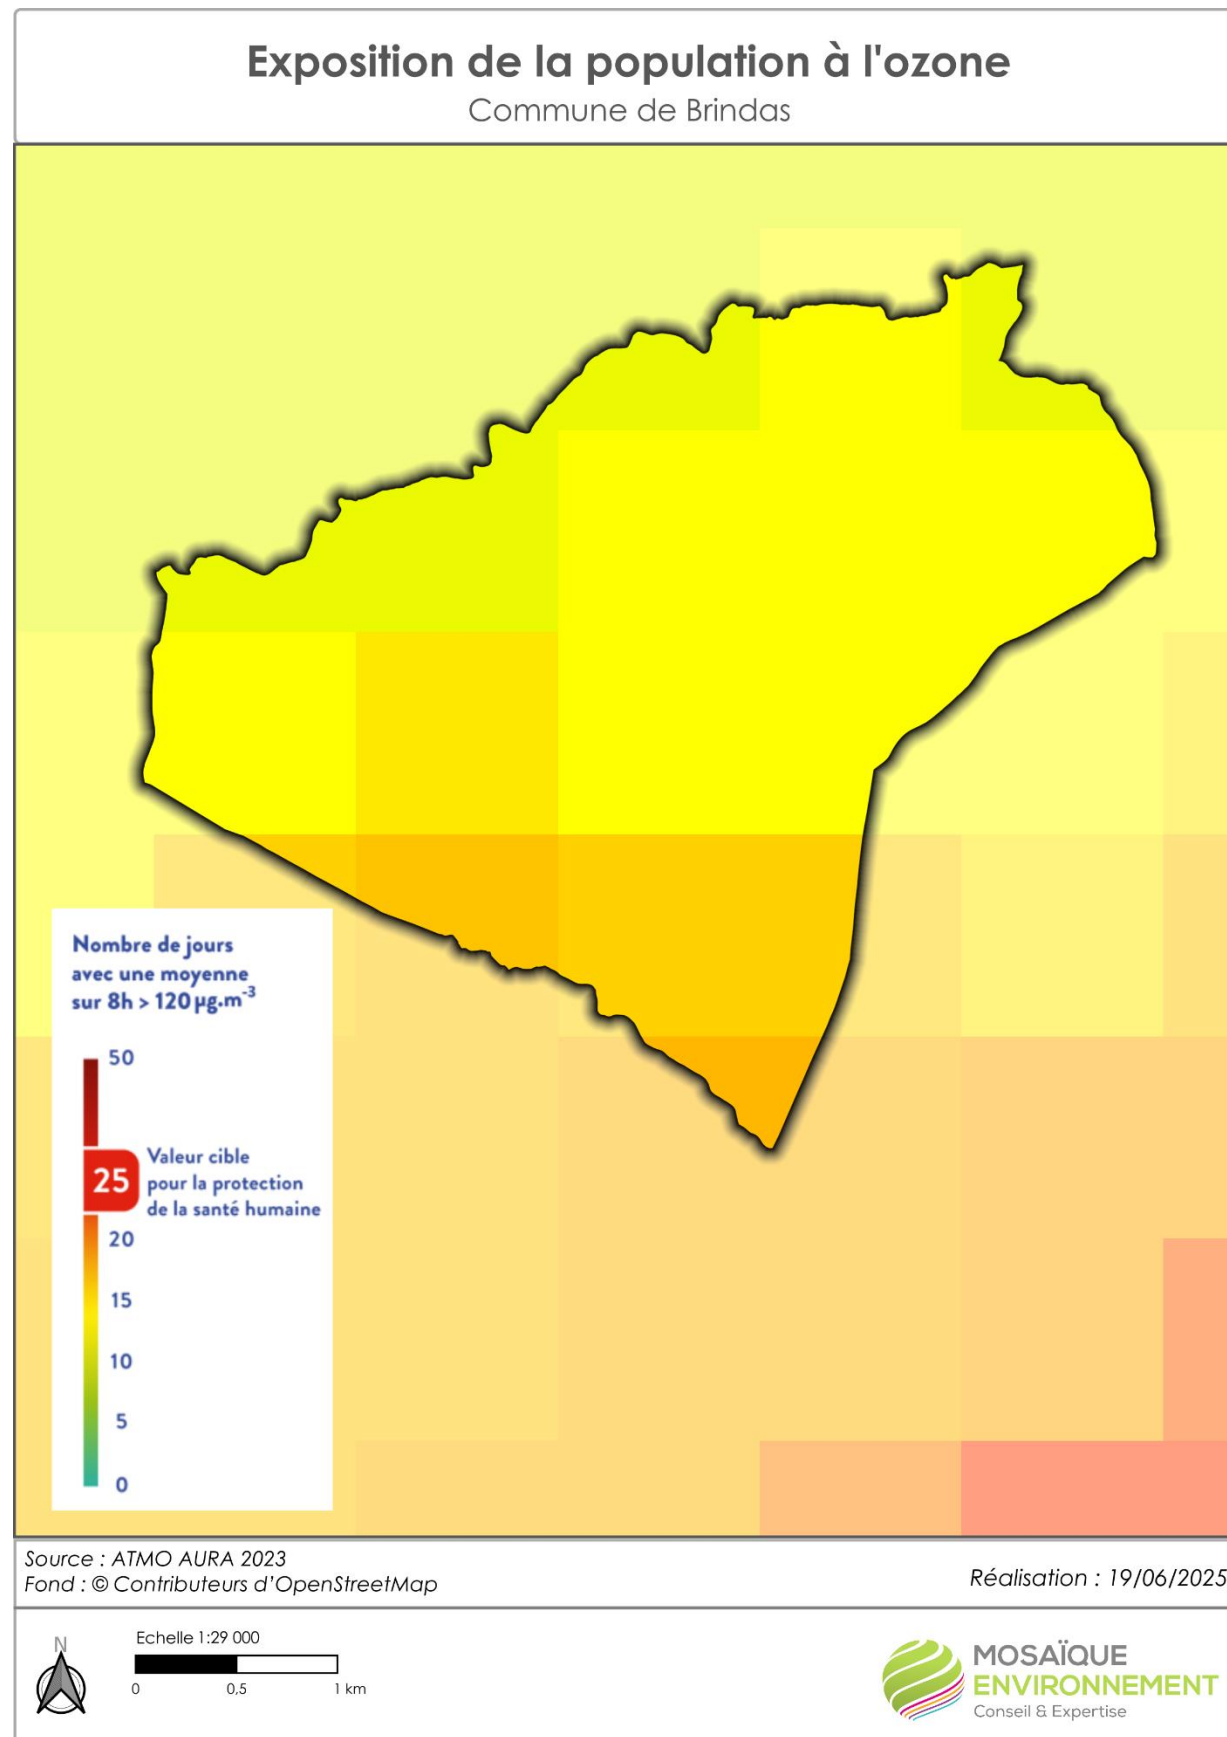 Exposition de la population à l'ozone
Commune de Brindas
Nombre de jours
avec une moyenne
sur 8h > 120 µg.m⁻³
50
25
Valeur cible
pour la protection
de la santé humaine
20
15
10
5
0
Source : ATMO AURA 2023
Fond : © Contributeurs d'OpenStreetMap
Réalisation : 19/06/2025
N
Echelle 1:29 000
0 0,5 1 km
MOSAÏQUE
ENVIRONNEMENT
Conseil & Expertise